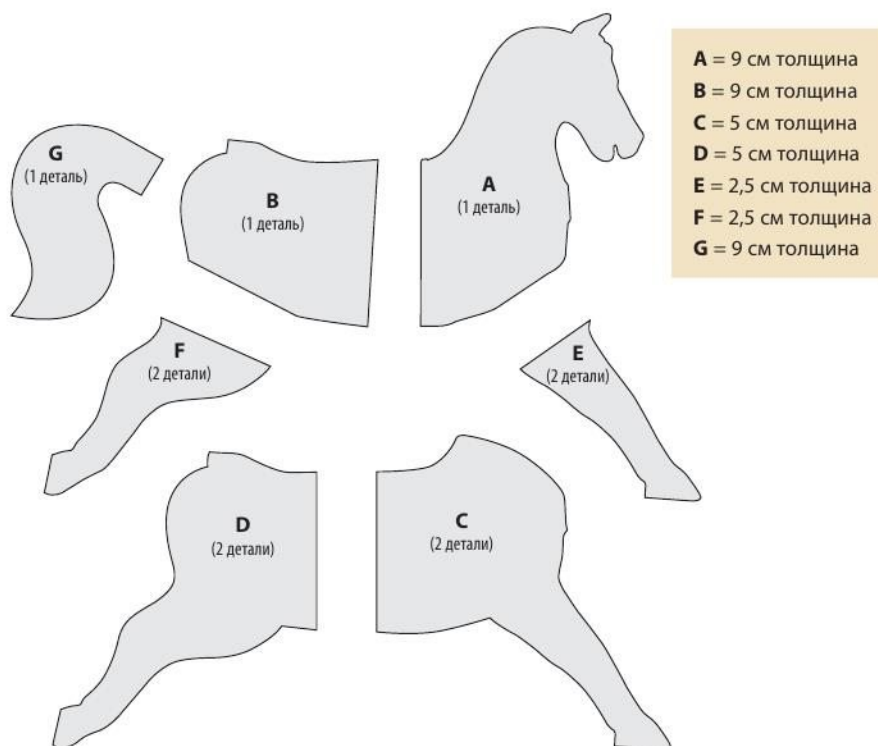 G
(1 деталь)
B
(1 деталь)
A
(1 деталь)
A = 9 см толщина
B = 9 см толщина
C = 5 см толщина
D = 5 см толщина
E = 2,5 см толщина
F = 2,5 см толщина
G = 9 см толщина
F
(2 детали)
E
(2 детали)
D
(2 детали)
C
(2 детали)